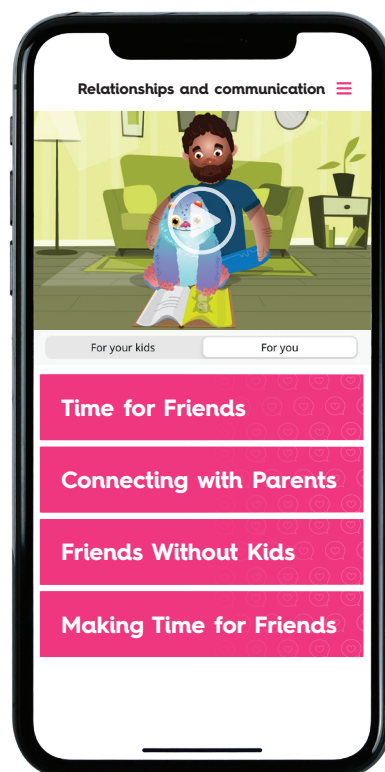 Relationships and communication
For your kids
For you
Time for Friends
Connecting with Parents
Friends Without Kids
Making Time for Friends